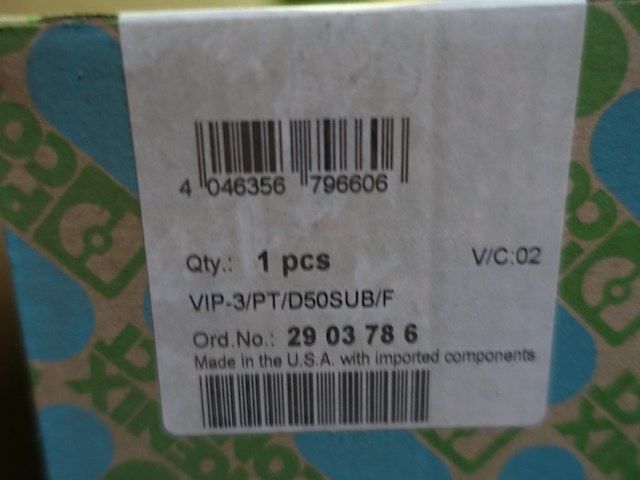 4 046356 796606
Qty.: 1 pcs V/C:02
VIP-3/PT/D50SUB/F
Ord.No.: 29 03 78 6
Made in the U.S.A. with imported components